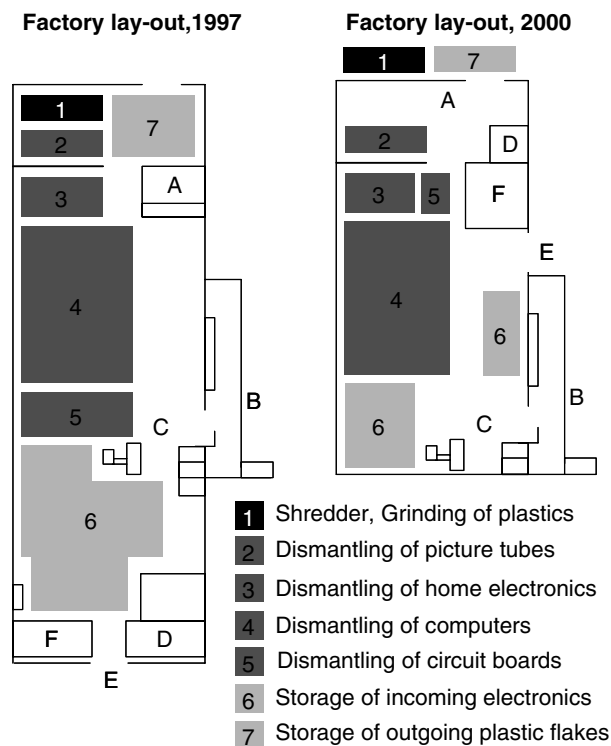 Factory lay-out,1997
Factory lay-out, 2000
1
2
7
3
A
4
B
5
C
6
F
D
E
1
7
A
2
D
3
5
F
E
4
6
B
6
C
1 Shredder, Grinding of plastics
2 Dismantling of picture tubes
3 Dismantling of home electronics
4 Dismantling of computers
5 Dismantling of circuit boards
6 Storage of incoming electronics
7 Storage of outgoing plastic flakes